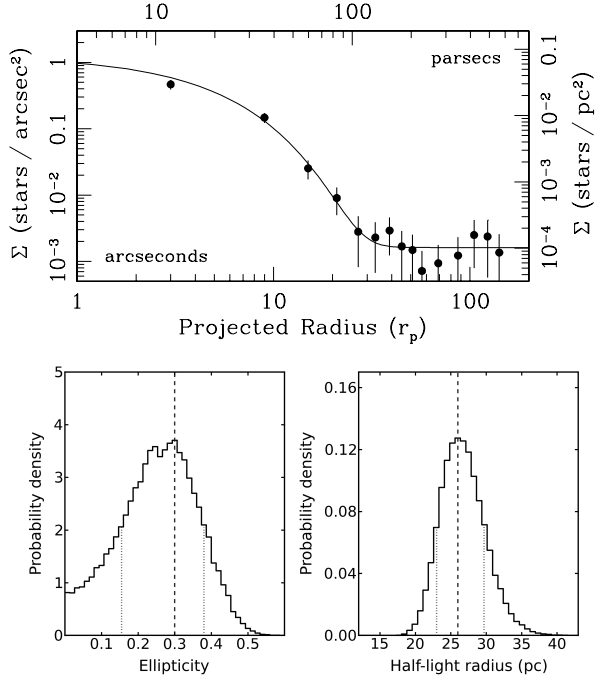 10 100
parsecs
Σ (stars / arcsec²)
1
0.1
10⁻²
10⁻³
0.1
10⁻²
10⁻³
10⁻⁴
Σ (stars / pc²)
arcseconds
1 10 100
Projected Radius (rₚ)
5
4
3
2
1
0
Probability density
0.1 0.2 0.3 0.4 0.5
Ellipticity
0.16
0.12
0.08
0.04
0.00
Probability density
15 20 25 30 35 40
Half-light radius (pc)